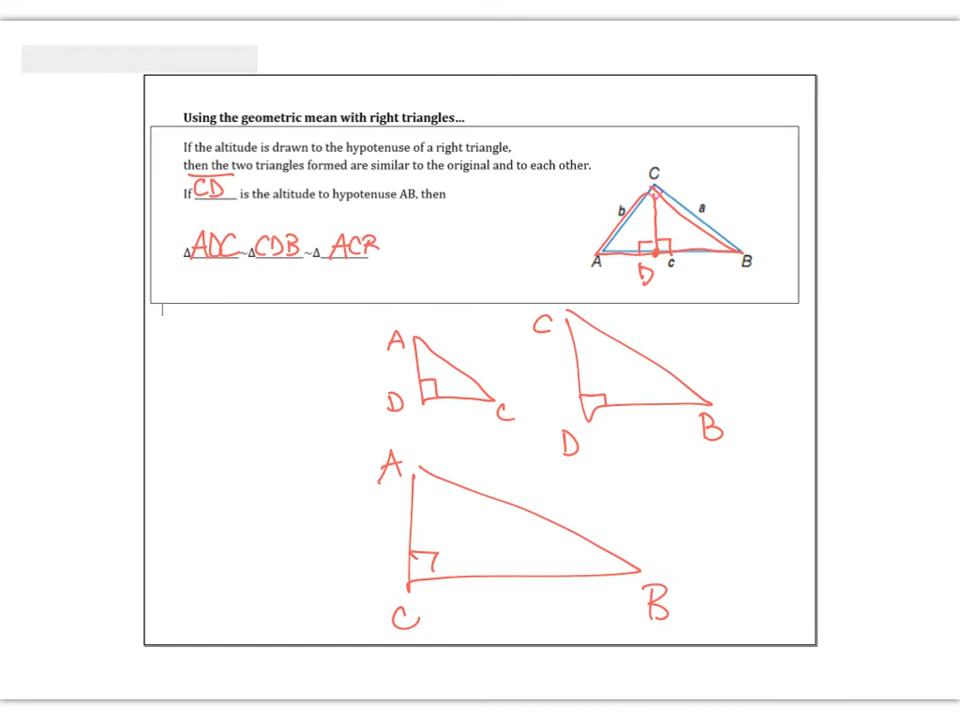 Using the geometric mean with right triangles...
If the altitude is drawn to the hypotenuse of a right triangle,
then the two triangles formed are similar to the original and to each other.
If CD is the altitude to hypotenuse AB, then
ΔADC ~Δ CDB ~Δ ACB
C
b
a
A
D
c
B
A
D
C
C
D
B
A
C
B